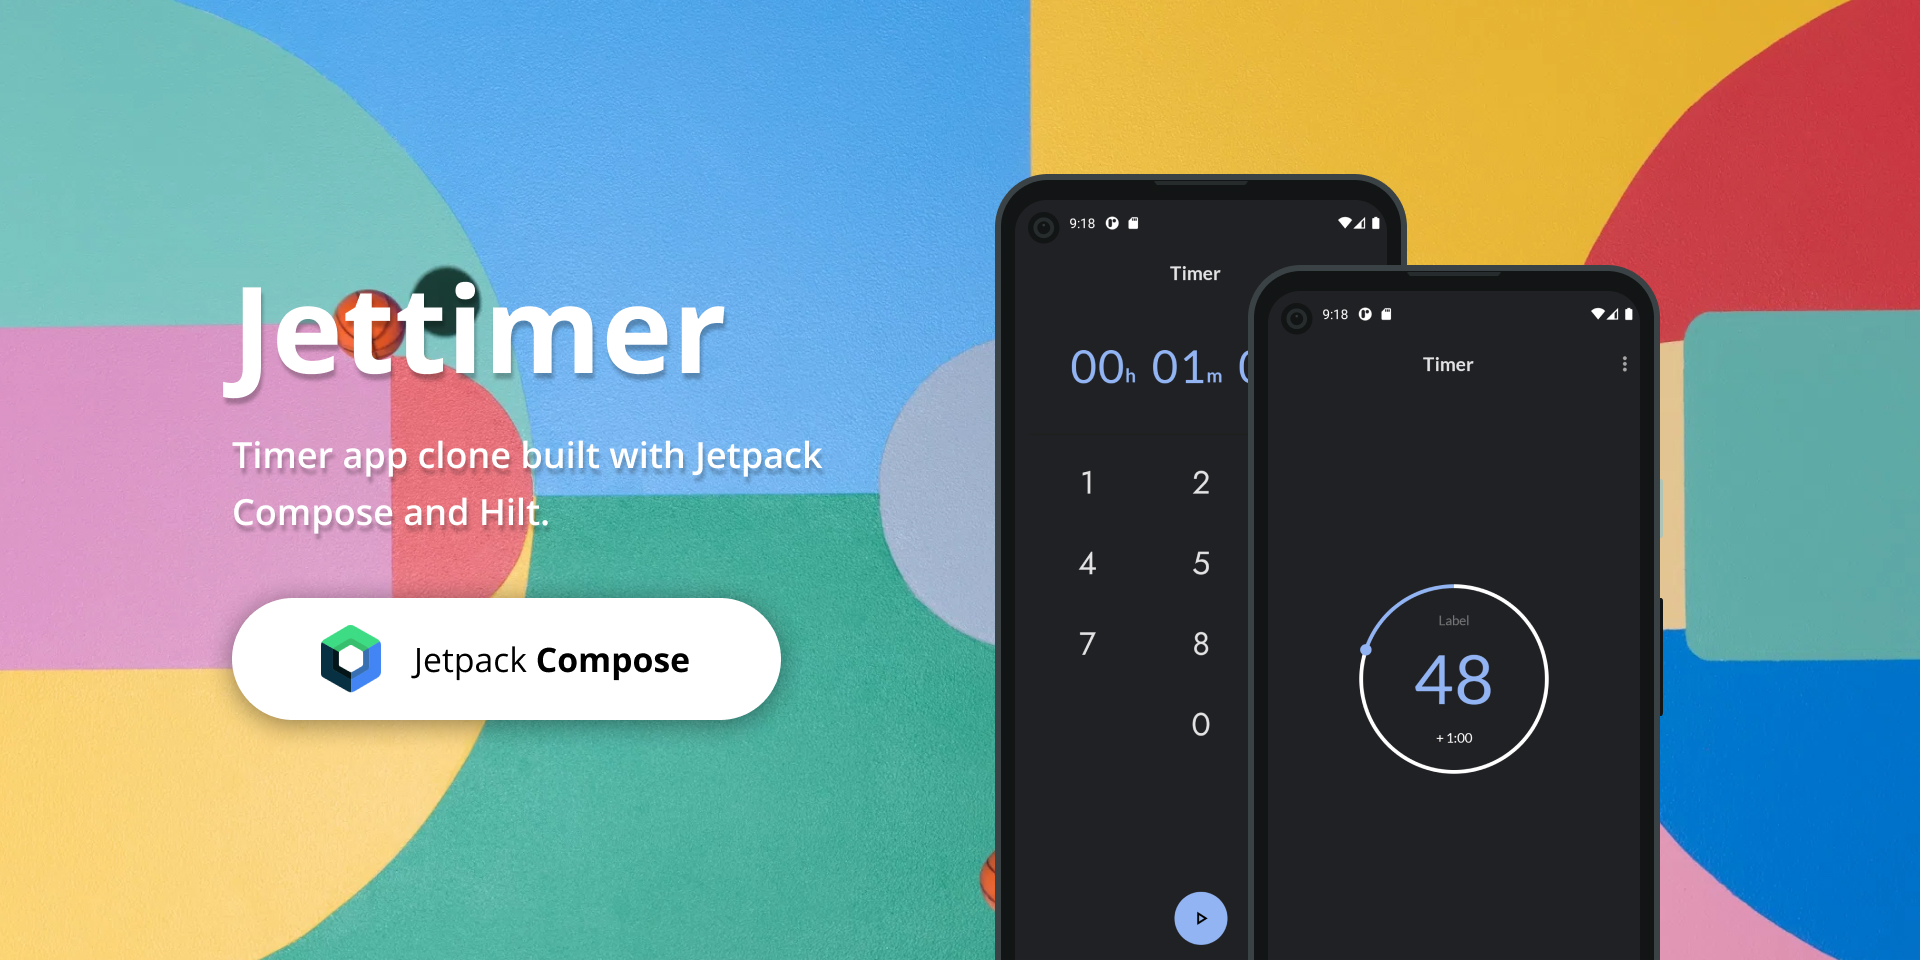 Jettimer
Timer app clone built with Jetpack
Compose and Hilt.
Jetpack Compose
9:18
Timer
00h 01m
1 2
4 5
7 8
0
9:18
Timer
Label
48
+ 1:00